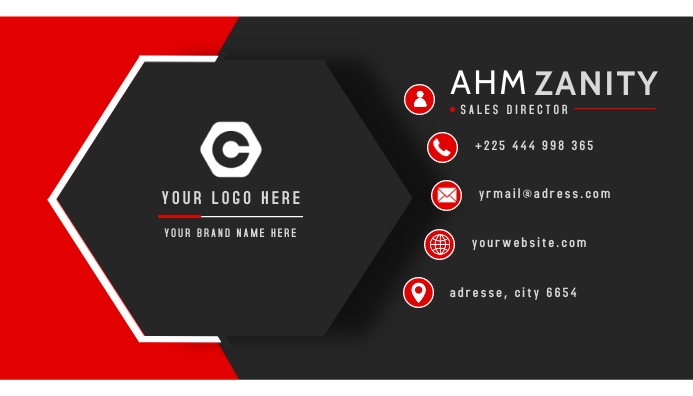 YOUR LOGO HERE
YOUR BRAND NAME HERE
AHM ZANITY
SALES DIRECTOR
+225 444 998 365
yrmail@adress.com
yourwebsite.com
adresse, city 6654